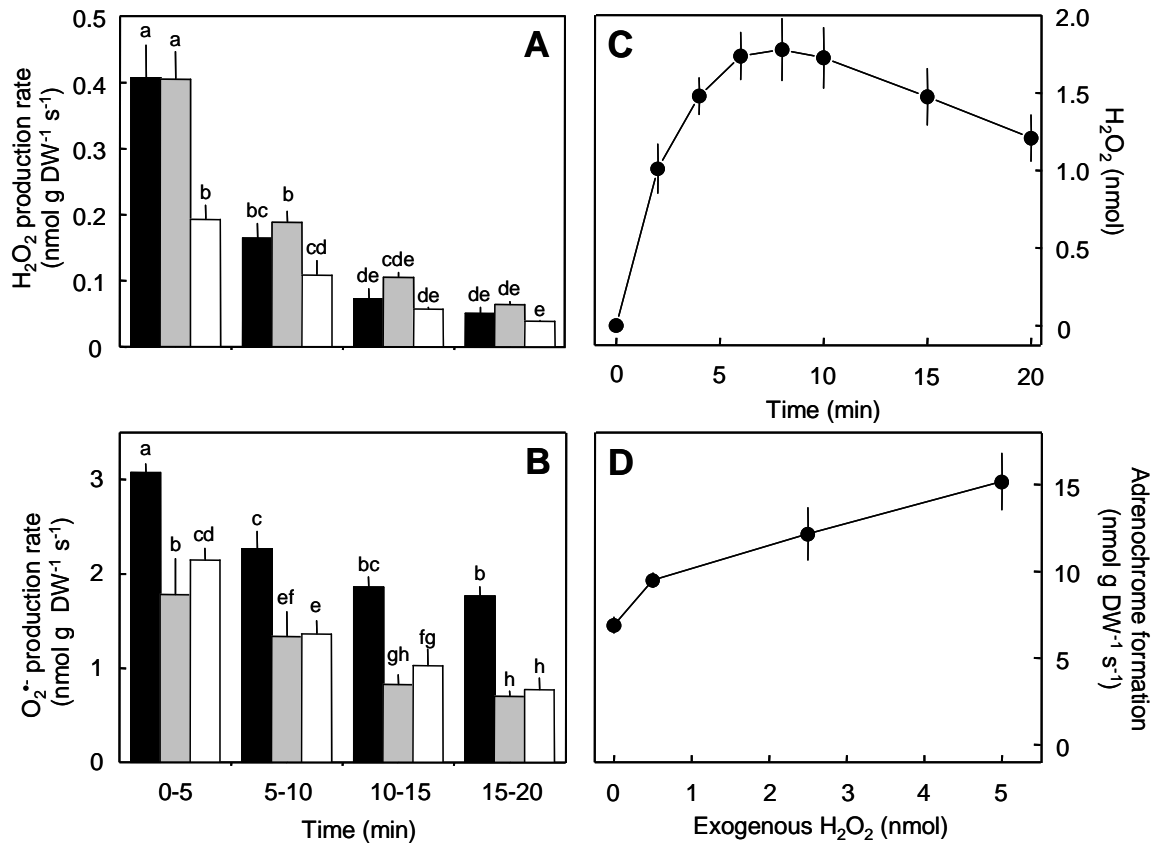 A
H₂O₂ production rate
(nmol g DW⁻¹ s⁻¹)
0.5
0.4
0.3
0.2
0.1
0
a a b
bc b cd
de cde de
de de e
C
2.0
1.5
1.0
0.5
0
H₂O₂ (nmol)
0 5 10 15 20
Time (min)
B
O₂•- production rate
(nmol g DW⁻¹ s⁻¹)
3
2
1
0
a b cd
c ef e
bc gh fg
b h h
0-5 5-10 10-15 15-20
Time (min)
D
15
10
5
0
Adrenochrome formation
(nmol g DW⁻¹ s⁻¹)
0 1 2 3 4 5
Exogenous H₂O₂ (nmol)